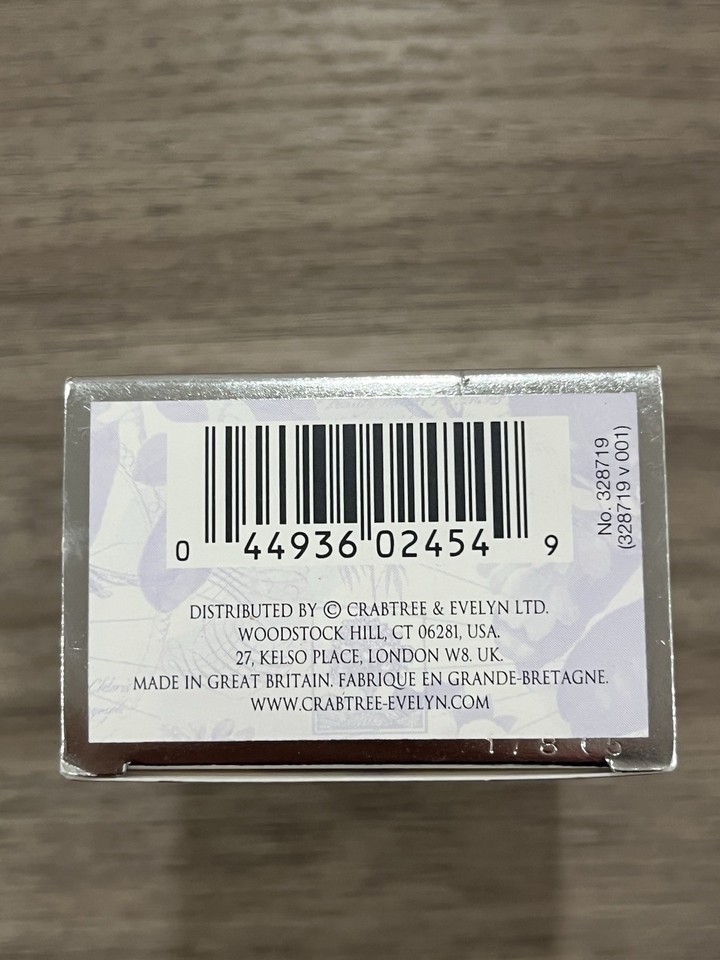 0 44936 02454 9
No. 328719
(328719 v 001)
DISTRIBUTED BY © CRABTREE & EVELYN LTD.
WOODSTOCK HILL, CT 06281, USA.
27, KELSO PLACE, LONDON W8. UK.
MADE IN GREAT BRITAIN. FABRIQUE EN GRANDE-BRETAGNE.
WWW.CRABTREE-EVELYN.COM